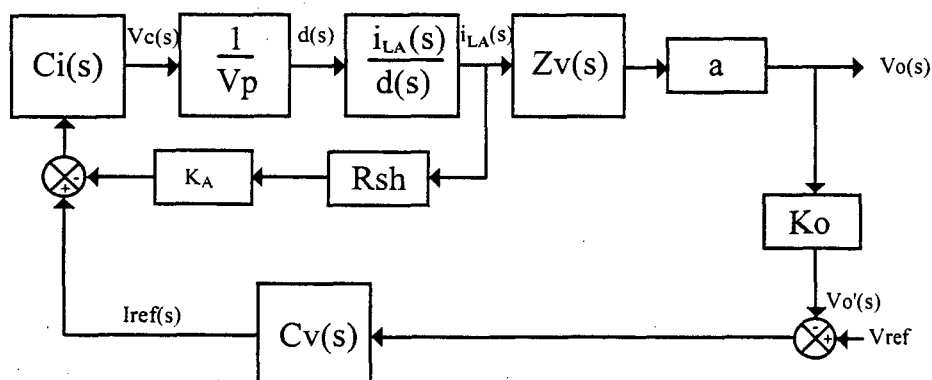 Ci(s)
Vc(s)
1
Vp
d(s)
iLA(s)
d(s)
iLA(s)
Zv(s)
a
Vo(s)
-
+
KA
Rsh
Ko
Iref(s)
Cv(s)
Vo'(s)
-
+
Vref